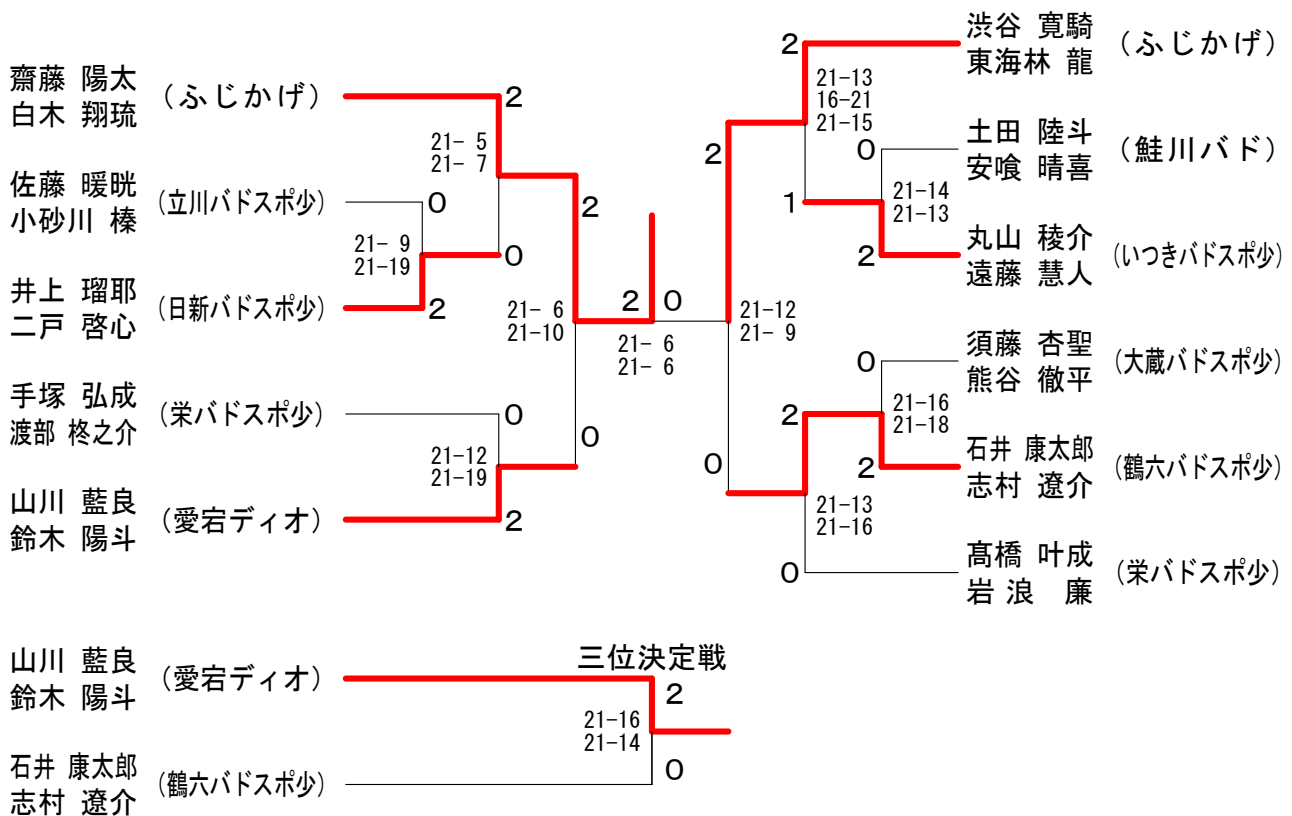 齋藤 陽太
白木 翔琉
(ふじかげ)
2
21- 5
21- 7
佐藤 暖晄
小砂川 榛
(立川バドスポ少)
0
21- 9
21-19
0
井上 瑠耶
二戸 啓心
(日新バドスポ少)
2
2
21- 6
21-10
手塚 弘成
渡部 柊之介
(栄バドスポ少)
0
21-12
21-19
0
山川 藍良
鈴木 陽斗
(愛宕ディオ)
2
2
0
21- 6
21- 6
2
渋谷 寛騎
東海林 龍
(ふじかげ)
21-13
16-21
21-15
2
0
土田 陸斗
安喰 晴喜
(鮭川バド)
21-14
21-13
1
2
丸山 稜介
遠藤 慧人
(いつきバドスポ少)
21-12
21- 9
0
須藤 杏聖
熊谷 徹平
(大蔵バドスポ少)
21-16
21-18
2
0
2
石井 康太郎
志村 遼介
(鶴六バドスポ少)
21-13
21-16
0
髙橋 叶成
岩浪 廉
(栄バドスポ少)
三位決定戦
山川 藍良
鈴木 陽斗
(愛宕ディオ)
2
21-16
21-14
石井 康太郎
志村 遼介
(鶴六バドスポ少)
0